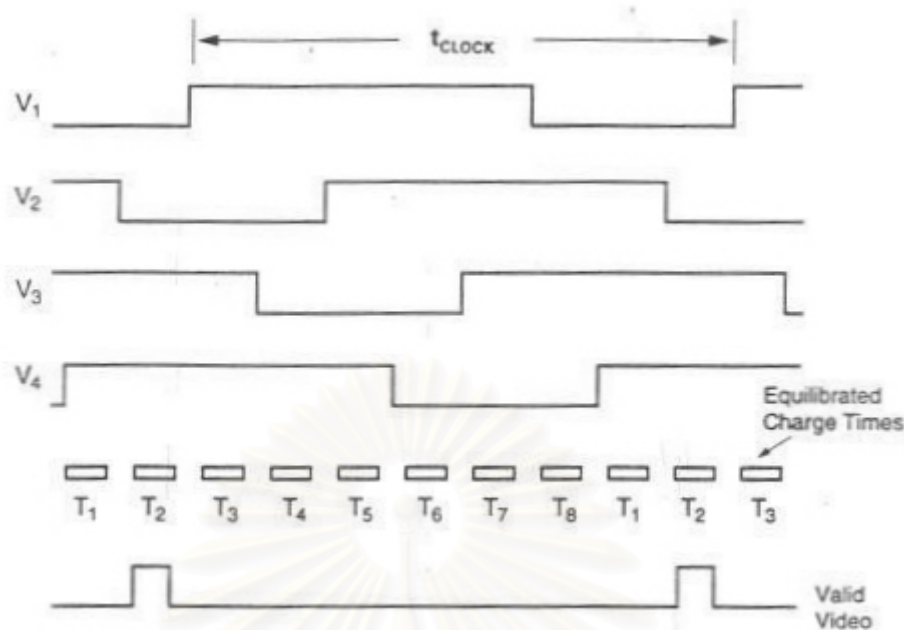 t_CLOCK
V₁
V₂
V₃
V₄
Equilibrated
Charge Times
T₁ T₂ T₃ T₄ T₅ T₆ T₇ T₈ T₁ T₂ T₃
Valid
Video